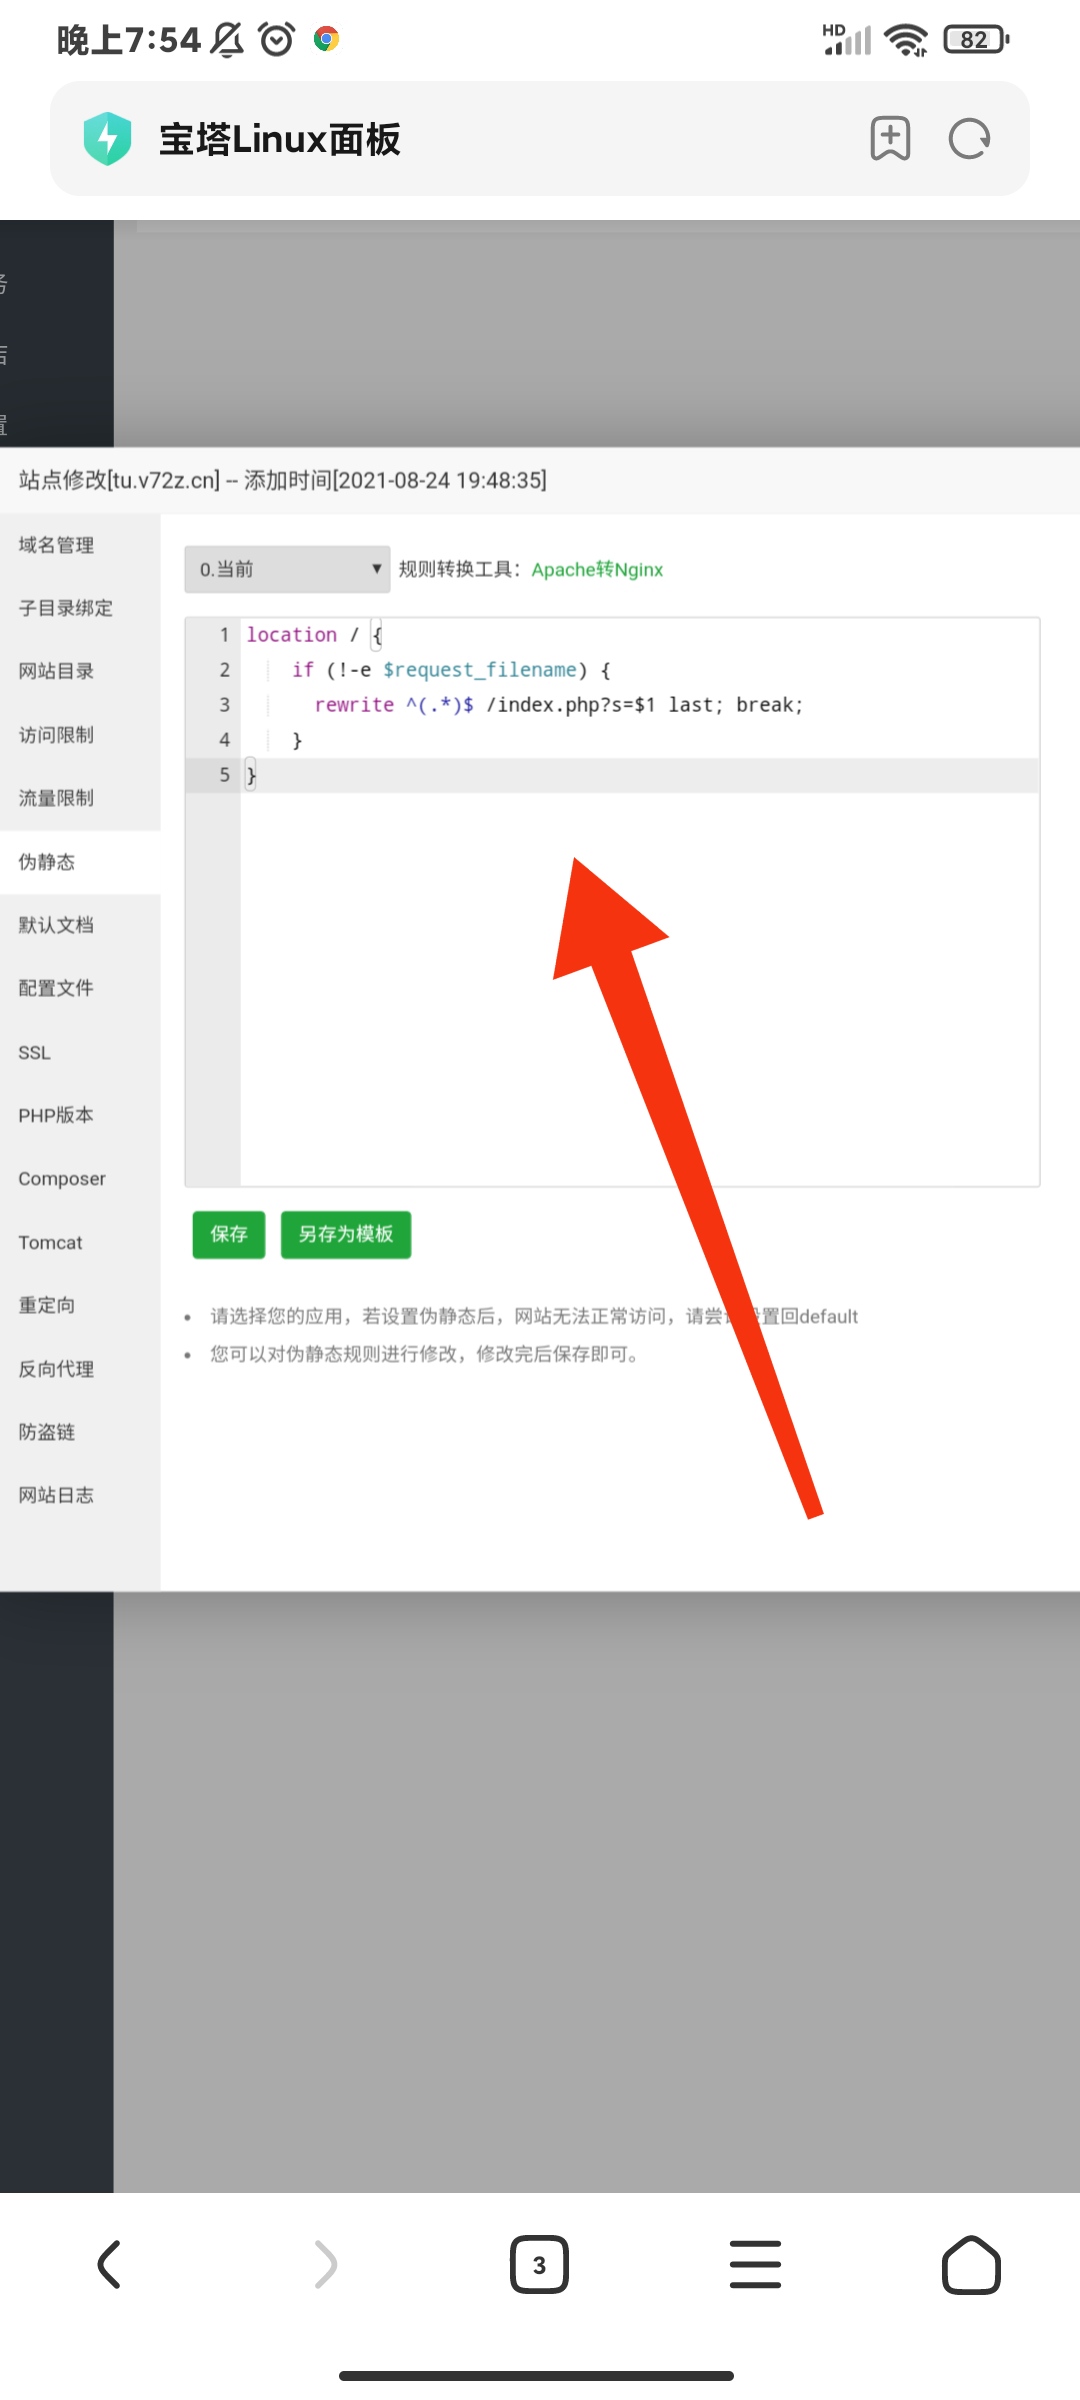 晚上7:54
HD
82
宝塔Linux面板
站点修改[tu.v72z.cn] -- 添加时间[2021-08-24 19:48:35]
域名管理
子目录绑定
网站目录
访问限制
流量限制
伪静态
默认文档
配置文件
SSL
PHP版本
Composer
Tomcat
重定向
反向代理
防盗链
网站日志
0.当前 规则转换工具：Apache转Nginx
1 location / {
2 if (!-e $request_filename) {
3 rewrite ^(.*)$ /index.php?s=$1 last; break;
4 }
5 }
保存 另存为模板
• 请选择您的应用，若设置伪静态后，网站无法正常访问，请尝 设置回default
• 您可以对伪静态规则进行修改，修改完后保存即可。
3